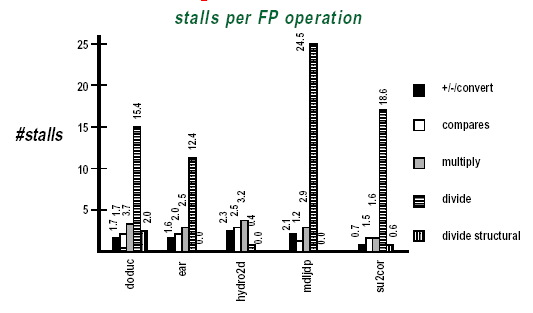 stalls per FP operation
25
20
15
10
5
#stalls
1.7
1.7
3.7
15.4
2.0
1.6
2.0
2.5
12.4
0.0
2.3
2.5
3.2
0.4
0.0
2.1
1.2
2.9
24.5
0.0
0.7
1.5
1.6
18.6
0.6
doduc
ear
hydro2d
mdljdp
su2cor
+/-/convert
compares
multiply
divide
divide structural